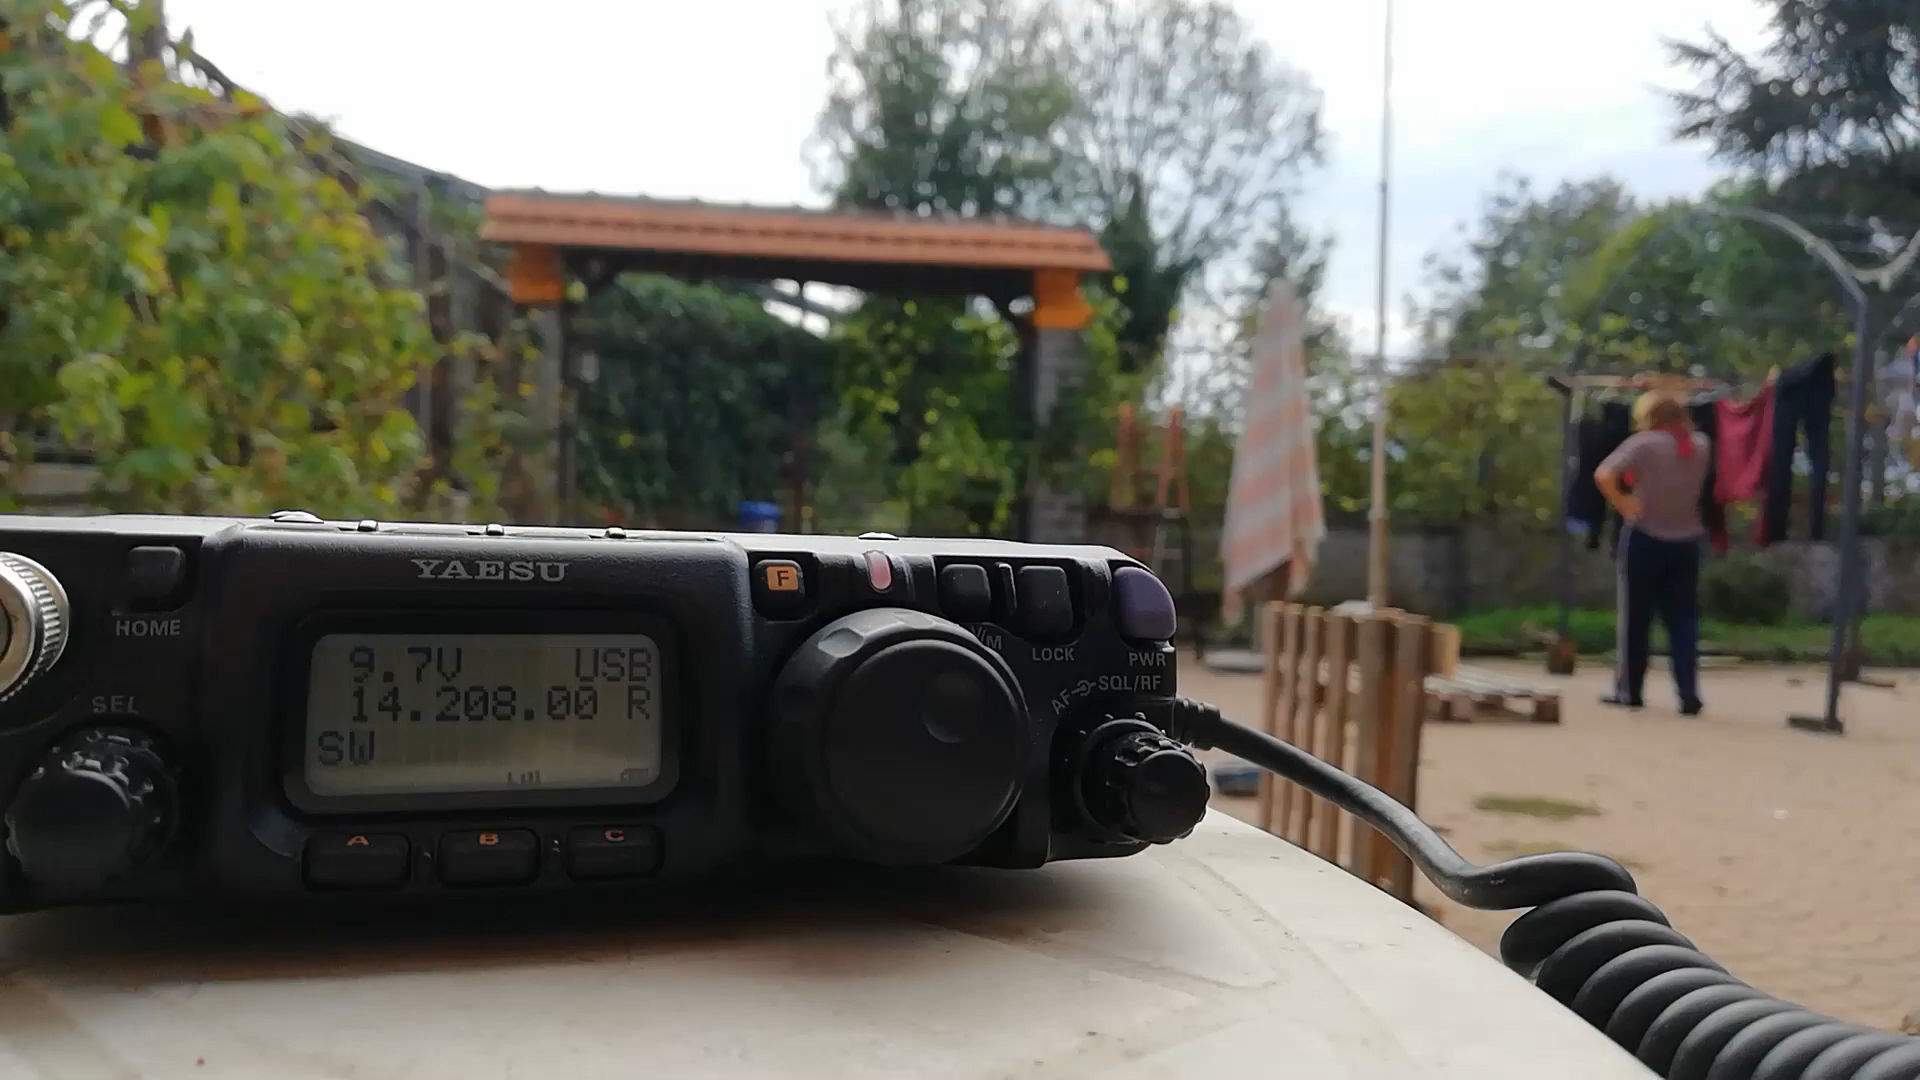 YAESU
F
HOME
V/M
LOCK
PWR
AF SQL/RF
SEL
9.7V USB
14.208.00 R
SW
A B C